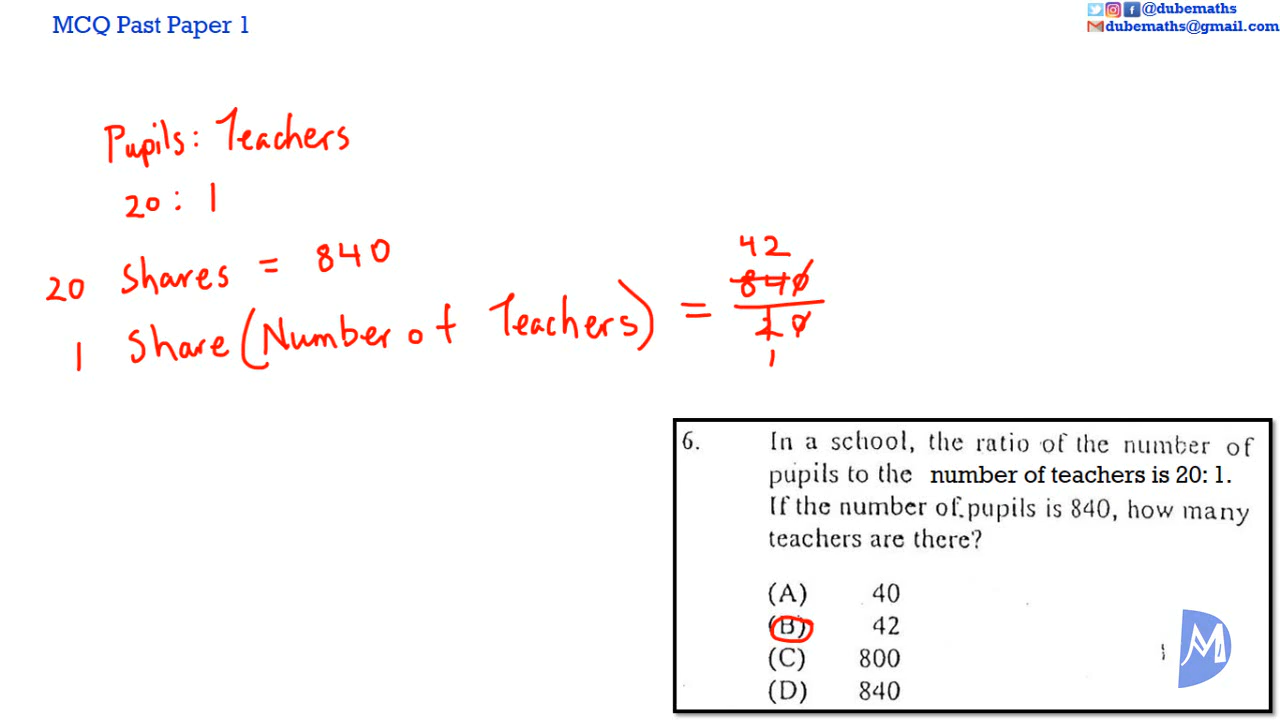 MCQ Past Paper 1
@dubemaths
dubemaths@gmail.com
Pupils: Teachers
20 : 1
20 shares = 840
1 share (Number of Teachers) = 840/20
42
1
6. In a school, the ratio of the number of
pupils to the number of teachers is 20: 1.
If the number of pupils is 840, how many
teachers are there?
(A) 40
(B) 42
(C) 800
(D) 840
DM